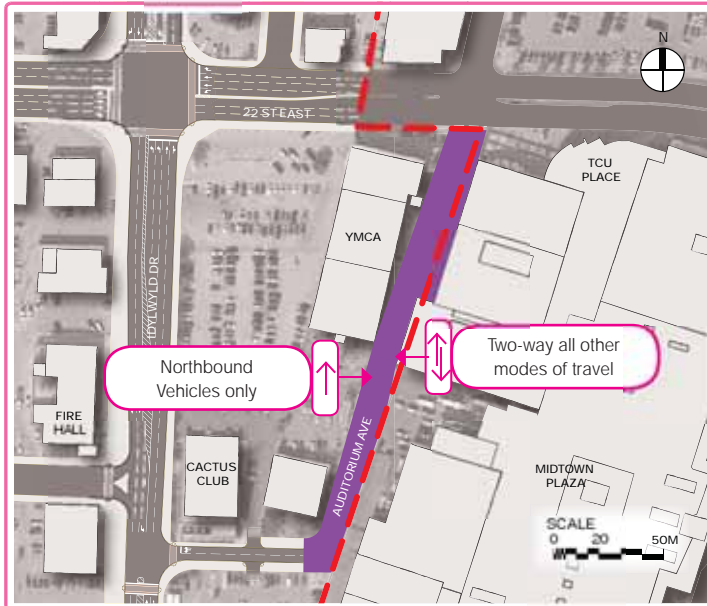 N
22 ST EAST
TCU
PLACE
YMCA
IDYLWYLD DR
Northbound
Vehicles only
Two-way all other
modes of travel
FIRE
HALL
CACTUS
CLUB
AUDITORIUM AVE
MIDTOWN
PLAZA
SCALE
0 20 50M